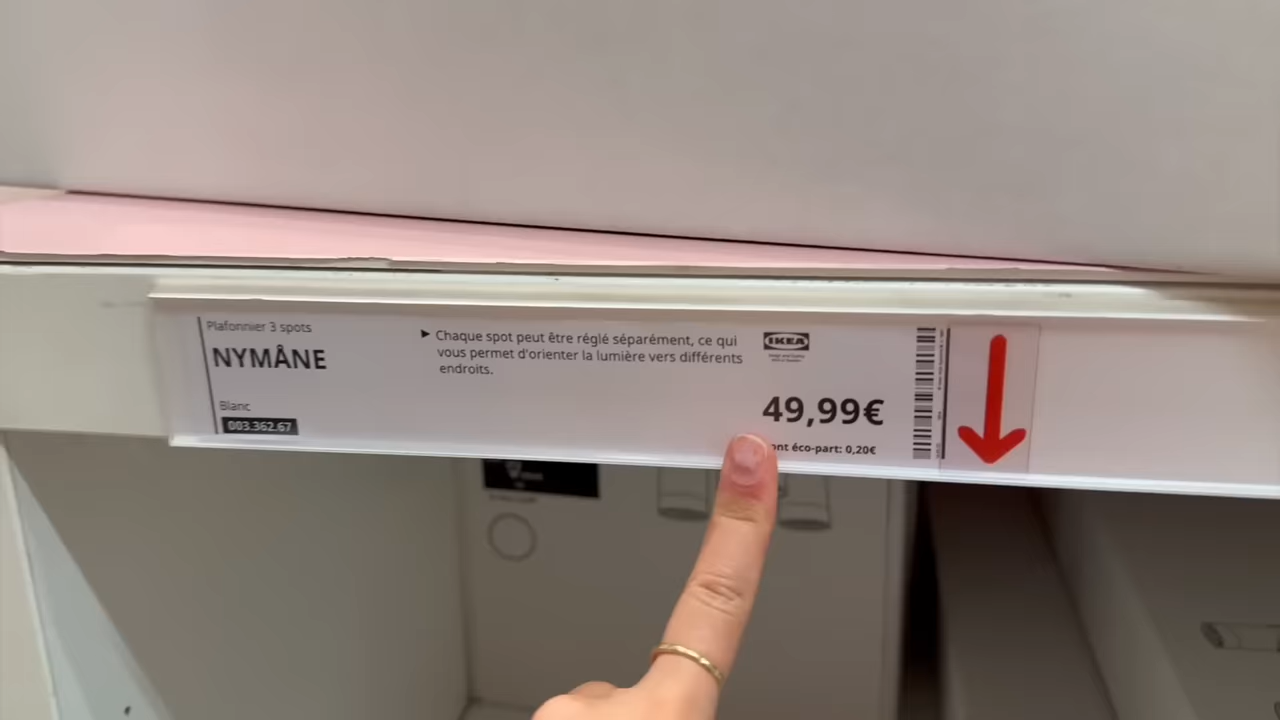 Plafonnier 3 spots
NYMÅNE
Blanc
003.362.67
▶ Chaque spot peut être réglé séparément, ce qui
vous permet d'orienter la lumière vers différents
endroits.
IKEA
49,99€
ont éco-part: 0,20€